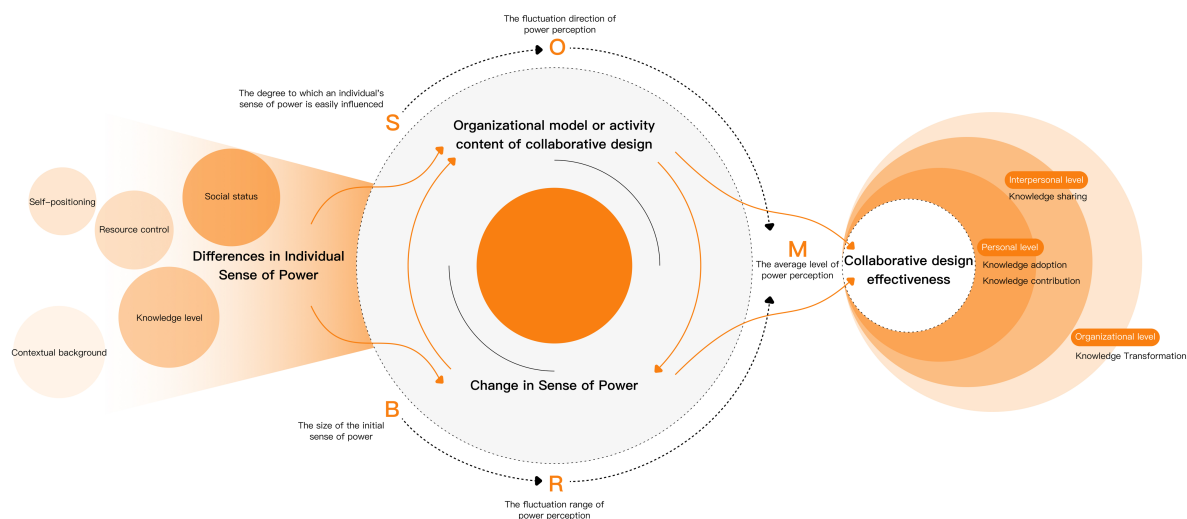 The fluctuation direction of
power perception
O
The degree to which an individual's
sense of power is easily influenced
S
Organizational model or activity
content of collaborative design
Self-positioning
Social status
Resource control
Differences in Individual
Sense of Power
Knowledge level
Contextual background
M
The average level of
power perception
Collaborative design
effectiveness
Interpersonal level
Knowledge sharing
Personal level
Knowledge adoption
Knowledge contribution
Organizational level
Knowledge Transformation
Change in Sense of Power
B
The size of the initial
sense of power
R
The fluctuation range of
power perception